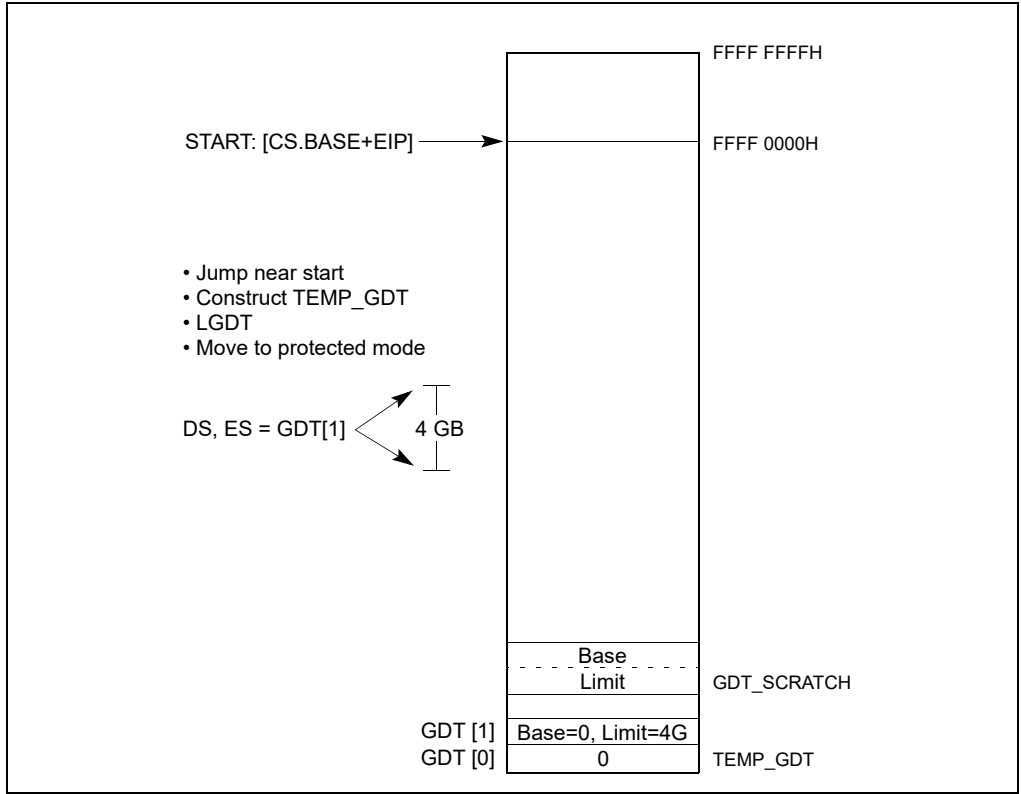 FFFF FFFFH
START: [CS.BASE+EIP]
FFFF 0000H
• Jump near start
• Construct TEMP_GDT
• LGDT
• Move to protected mode
DS, ES = GDT[1]
4 GB
Base
Limit
GDT_SCRATCH
GDT [1]
Base=0, Limit=4G
GDT [0]
0
TEMP_GDT